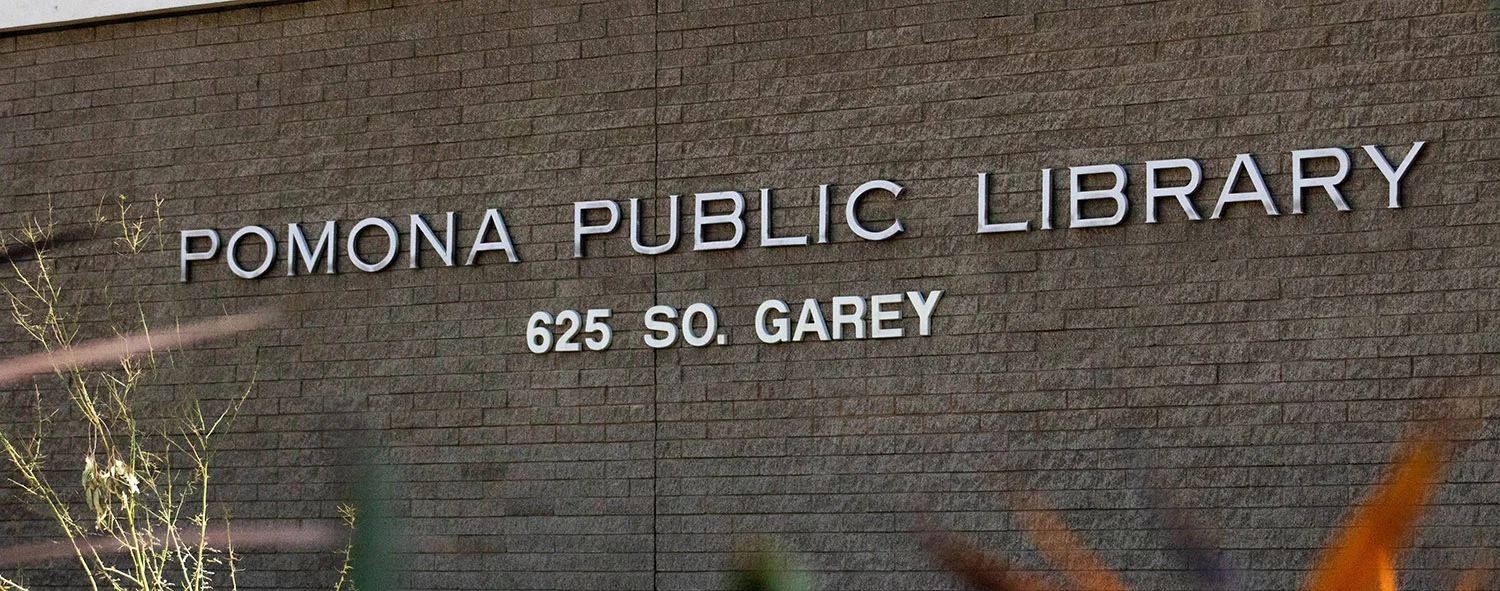 POMONA PUBLIC LIBRARY
625 SO. GAREY